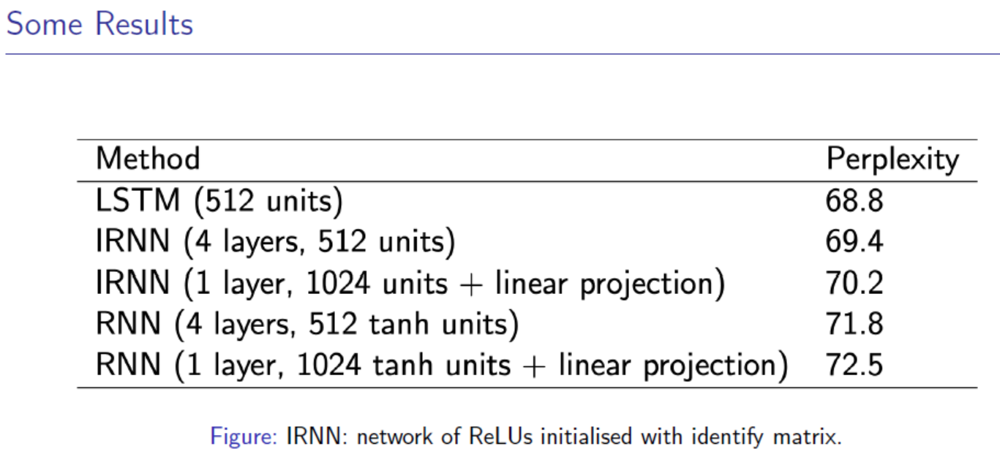 Some Results
Method Perplexity
LSTM (512 units) 68.8
IRNN (4 layers, 512 units) 69.4
IRNN (1 layer, 1024 units + linear projection) 70.2
RNN (4 layers, 512 tanh units) 71.8
RNN (1 layer, 1024 tanh units + linear projection) 72.5
Figure: IRNN: network of ReLUs initialised with identify matrix.